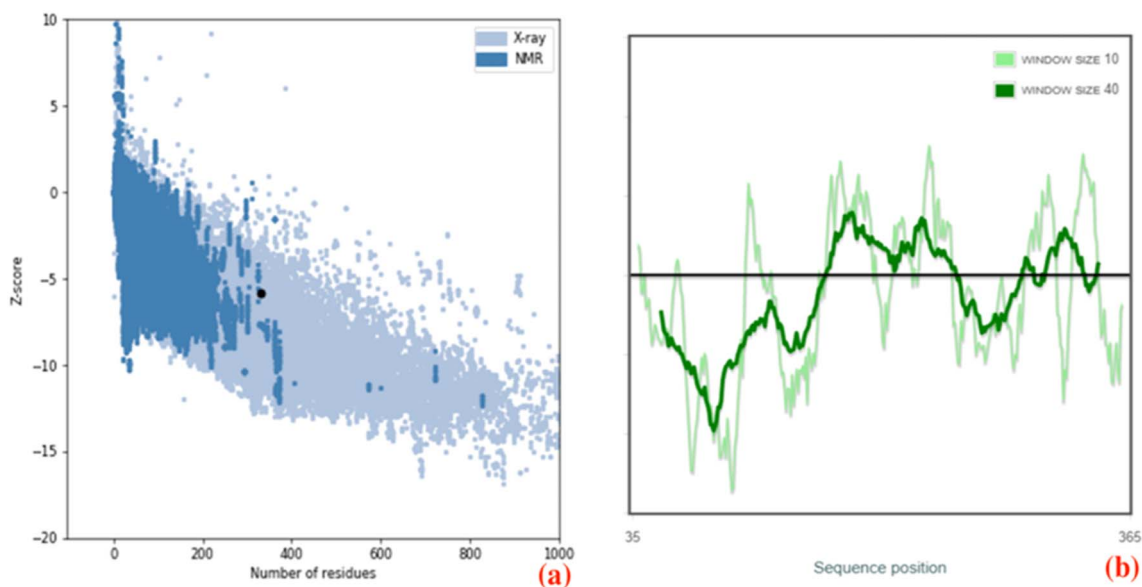 10
5
0
−5
−10
−15
−20
Z-score
0
200
400
600
800
1000
Number of residues
X-ray
NMR
(a)
WINDOW SIZE 10
WINDOW SIZE 40
35
365
Sequence position
(b)